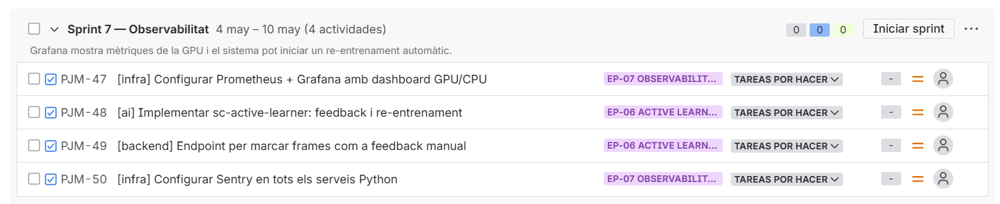 Sprint 7 — Observabilitat 4 may – 10 may (4 actividades) 0 0 0 Iniciar sprint ...
Grafana mostra mètriques de la GPU i el sistema pot iniciar un re-entrenament automàtic.
PJM-47 [infra] Configurar Prometheus + Grafana amb dashboard GPU/CPU EP-07 OBSERVABILIT... TAREAS POR HACER -
PJM-48 [ai] Implementar sc-active-learner: feedback i re-entrenament EP-06 ACTIVE LEARN... TAREAS POR HACER -
PJM-49 [backend] Endpoint per marcar frames com a feedback manual EP-06 ACTIVE LEARN... TAREAS POR HACER -
PJM-50 [infra] Configurar Sentry en tots els serveis Python EP-07 OBSERVABILIT... TAREAS POR HACER -